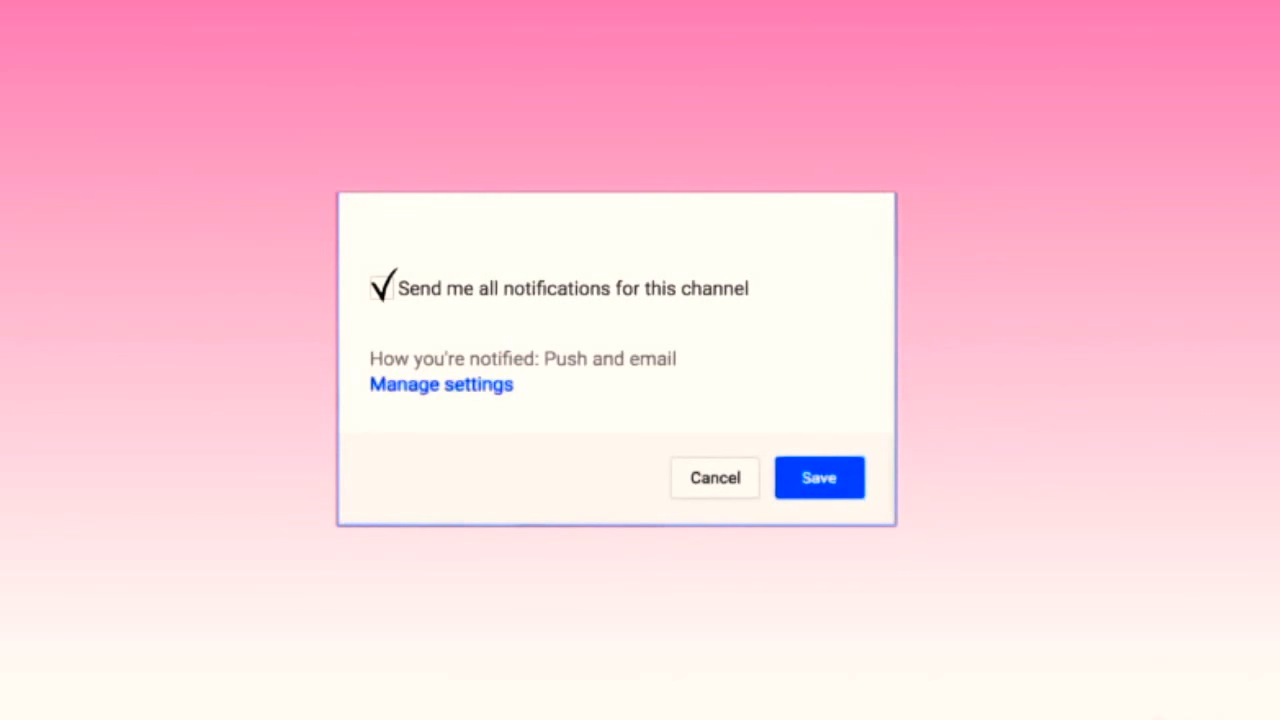 Send me all notifications for this channel
How you're notified: Push and email
Manage settings
Cancel
Save